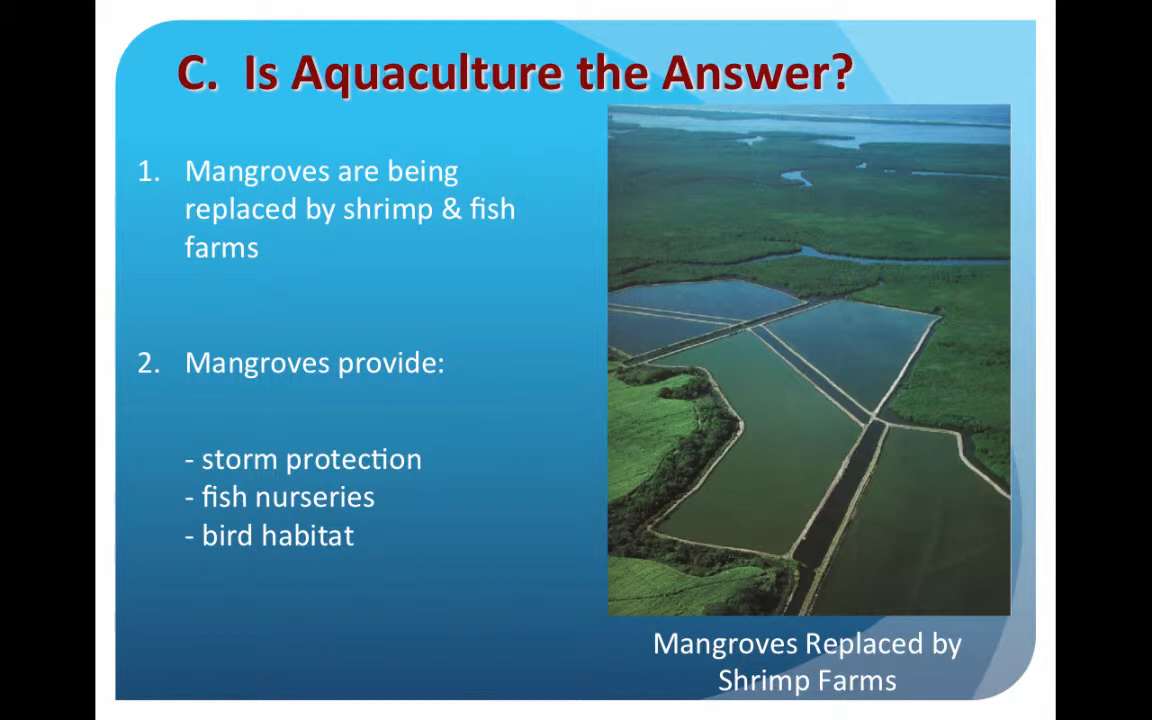 C. Is Aquaculture the Answer?
1. Mangroves are being
replaced by shrimp & fish
farms
2. Mangroves provide:
- storm protection
- fish nurseries
- bird habitat
Mangroves Replaced by
Shrimp Farms